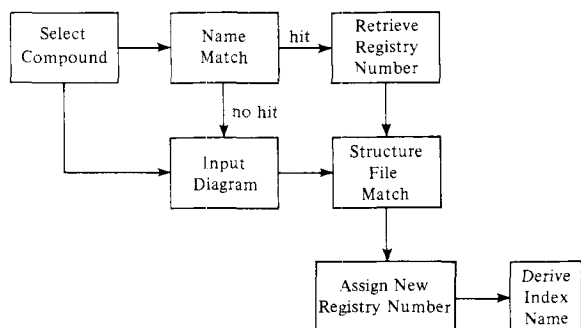 Select
Compound
Name
Match
hit
Retrieve
Registry
Number
no hit
Input
Diagram
Structure
File
Match
Assign New
Registry Number
Derive
Index
Name